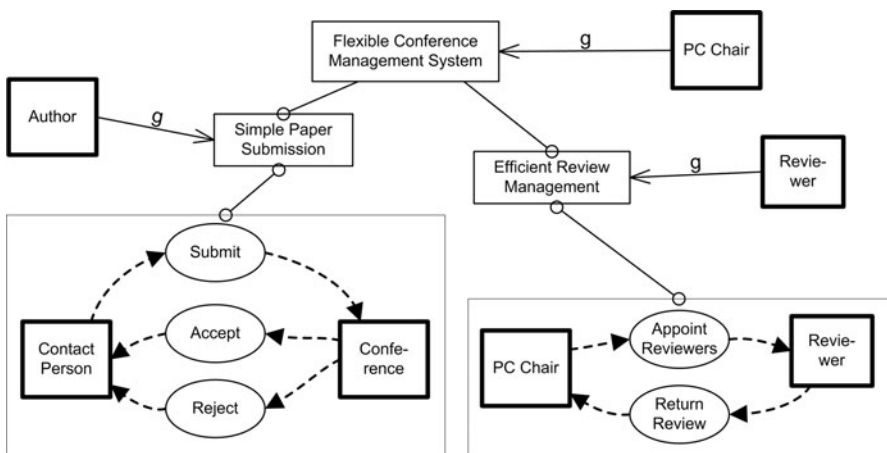 Flexible Conference
Management System
g
PC Chair
Author
g
Simple Paper
Submission
Efficient Review
Management
g
Revie-
wer
Submit
Accept
Reject
Contact
Person
Confe-
rence
Appoint
Reviewers
PC Chair
Revie-
wer
Return
Review